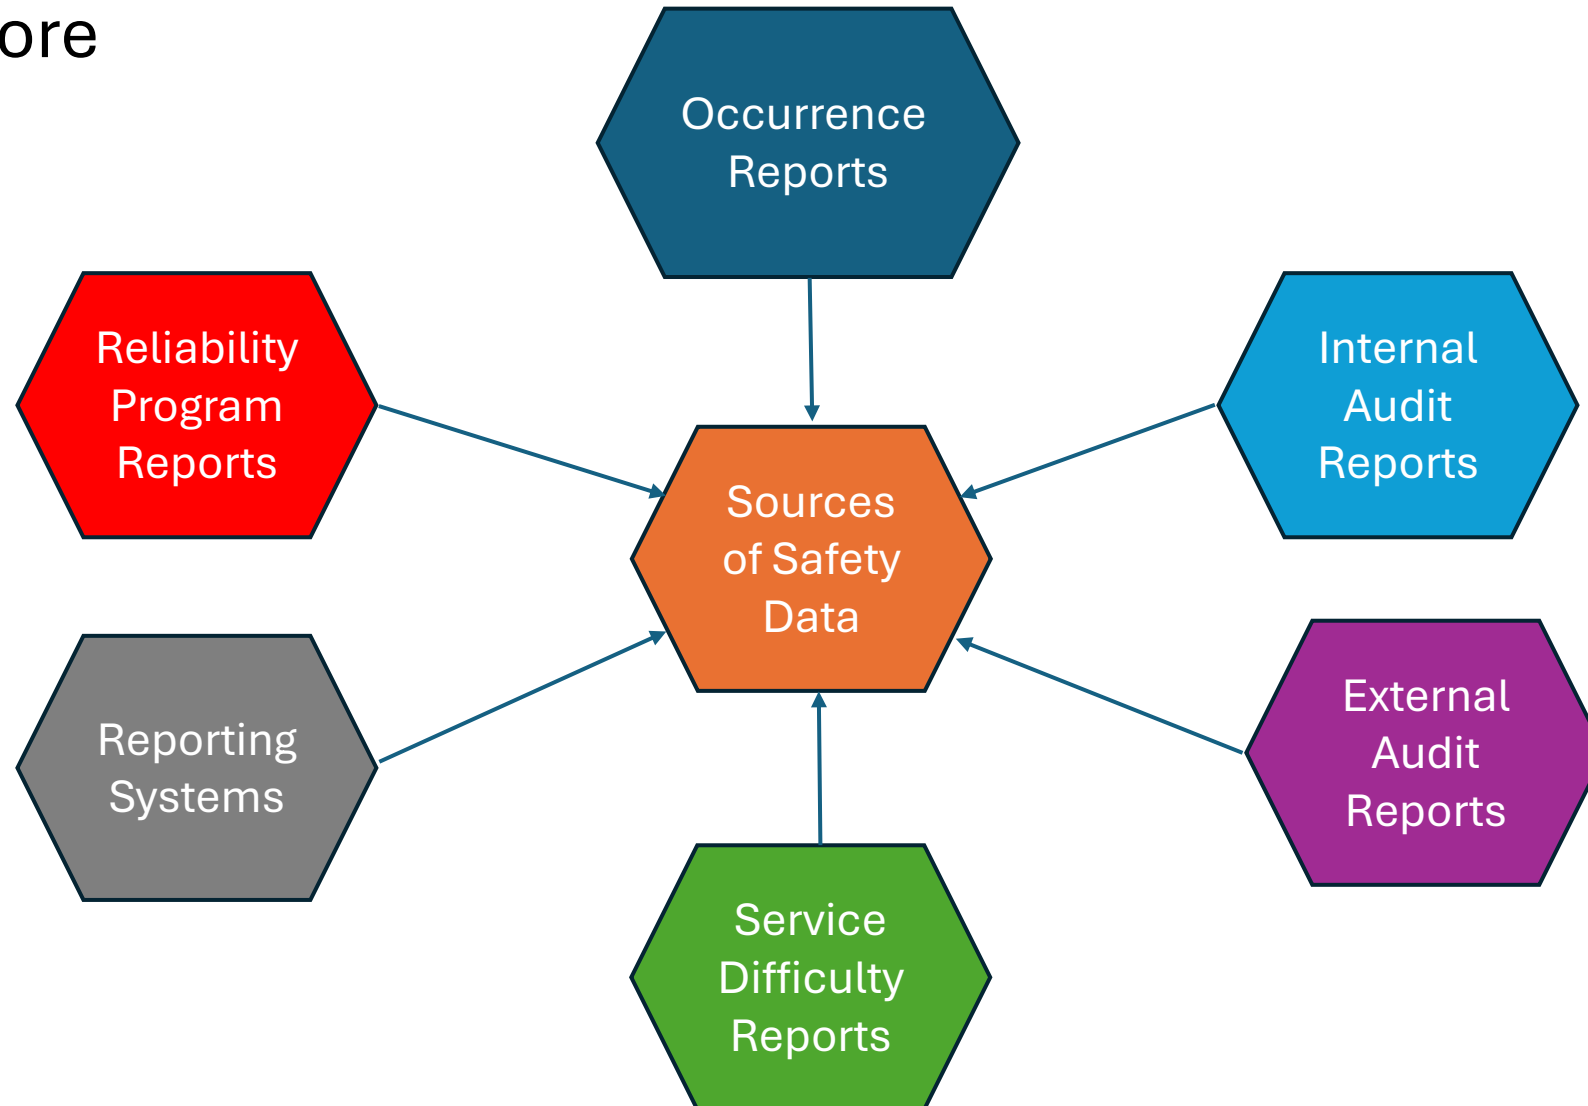 ore
Occurrence
Reports
Reliability
Program
Reports
Internal
Audit
Reports
Sources
of Safety
Data
Reporting
Systems
External
Audit
Reports
Service
Difficulty
Reports